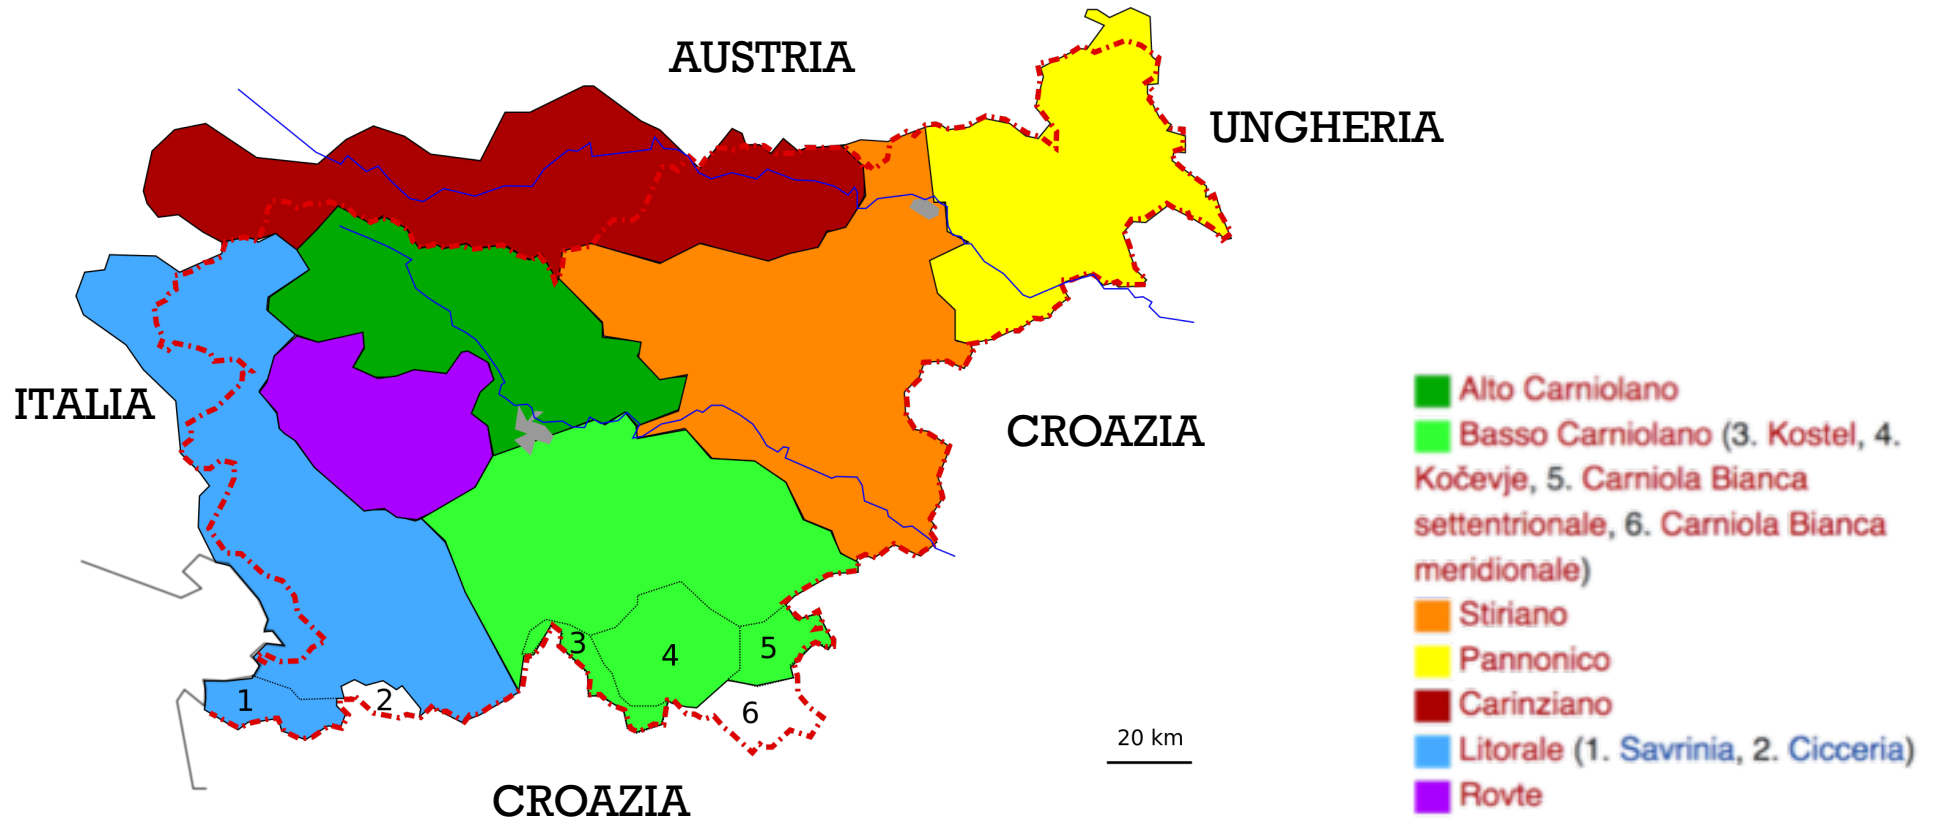 AUSTRIA
UNGHERIA
ITALIA
CROAZIA
CROAZIA
1
2
3
4
5
6
20 km
Alto Carniolano
Basso Carniolano (3. Kostel, 4.
Kočevje, 5. Carniola Bianca
settentrionale, 6. Carniola Bianca
meridionale)
Stiriano
Pannonico
Carinziano
Litorale (1. Savrinia, 2. Cicceria)
Rovte